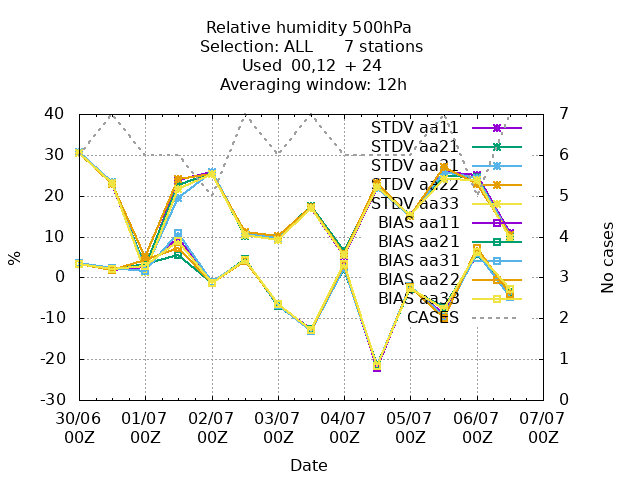 Relative humidity 500hPa
Selection: ALL 7 stations
Used 00,12 + 24
Averaging window: 12h
40
30
20
10
0
-10
-20
-30
%
7
6
5
4
3
2
1
0
No cases
STDV aa11
STDV aa21
STDV aa31
STDV aa22
STDV aa33
BIAS aa11
BIAS aa21
BIAS aa31
BIAS aa22
BIAS aa33
CASES
30/06 01/07 02/07 03/07 04/07 05/07 06/07 07/07
00Z 00Z 00Z 00Z 00Z 00Z 00Z 00Z
Date